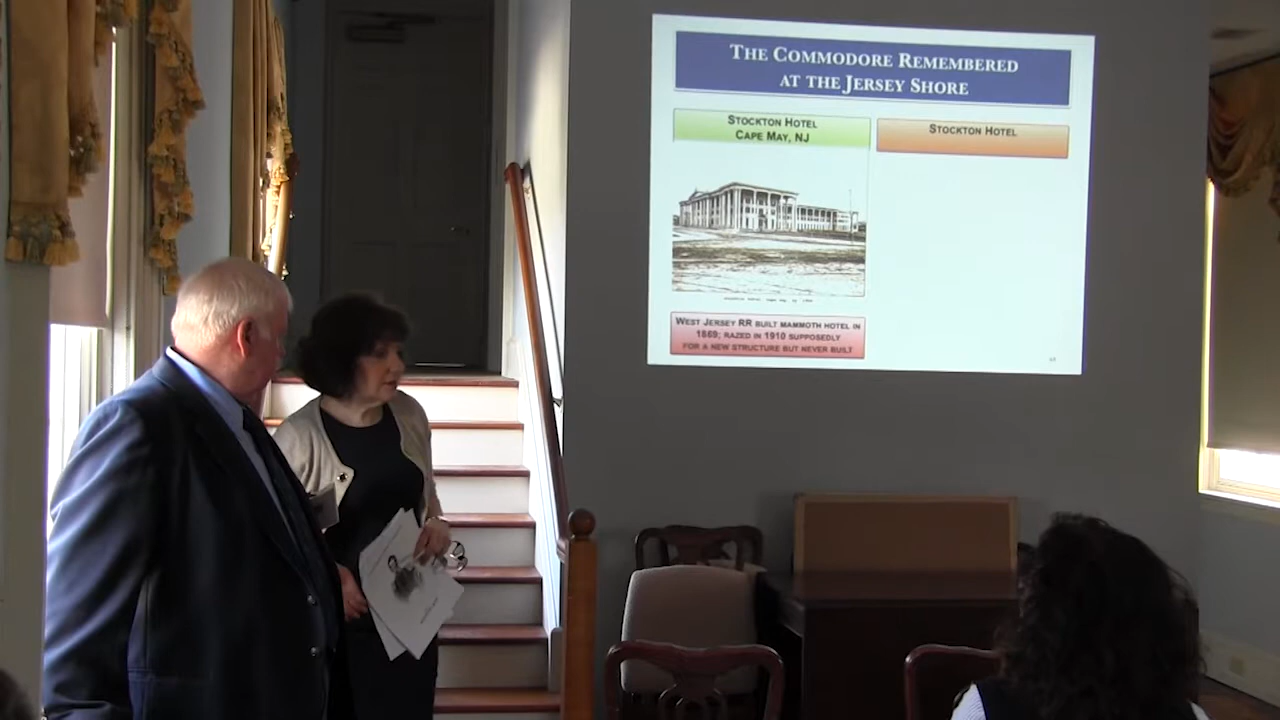 THE COMMODORE REMEMBERED
AT THE JERSEY SHORE
STOCKTON HOTEL
CAPE MAY, NJ
STOCKTON HOTEL
WEST JERSEY RR BUILT MAMMOTH HOTEL IN
1869; RAZED IN 1910 SUPPOSEDLY
FOR A NEW STRUCTURE BUT NEVER BUILT